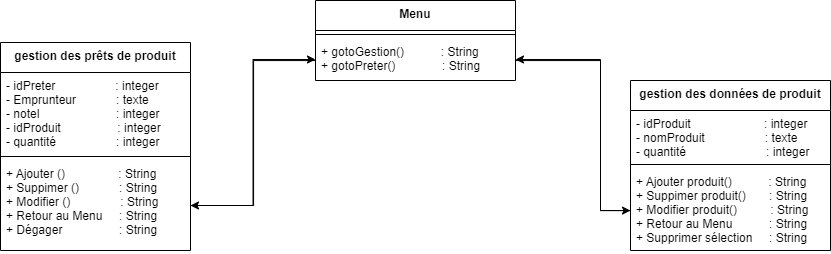 Menu
+ gotoGestion() : String
+ gotoPreter() : String
gestion des prêts de produit
- idPreter : integer
- Emprunteur : texte
- notel : integer
- idProduit : integer
- quantité : integer
+ Ajouter () : String
+ Suppimer () : String
+ Modifier () : String
+ Retour au Menu : String
+ Dégager : String
gestion des données de produit
- idProduit : integer
- nomProduit : texte
- quantité : integer
+ Ajouter produit() : String
+ Suppimer produit() : String
+ Modifier produit() : String
+ Retour au Menu : String
+ Supprimer sélection : String